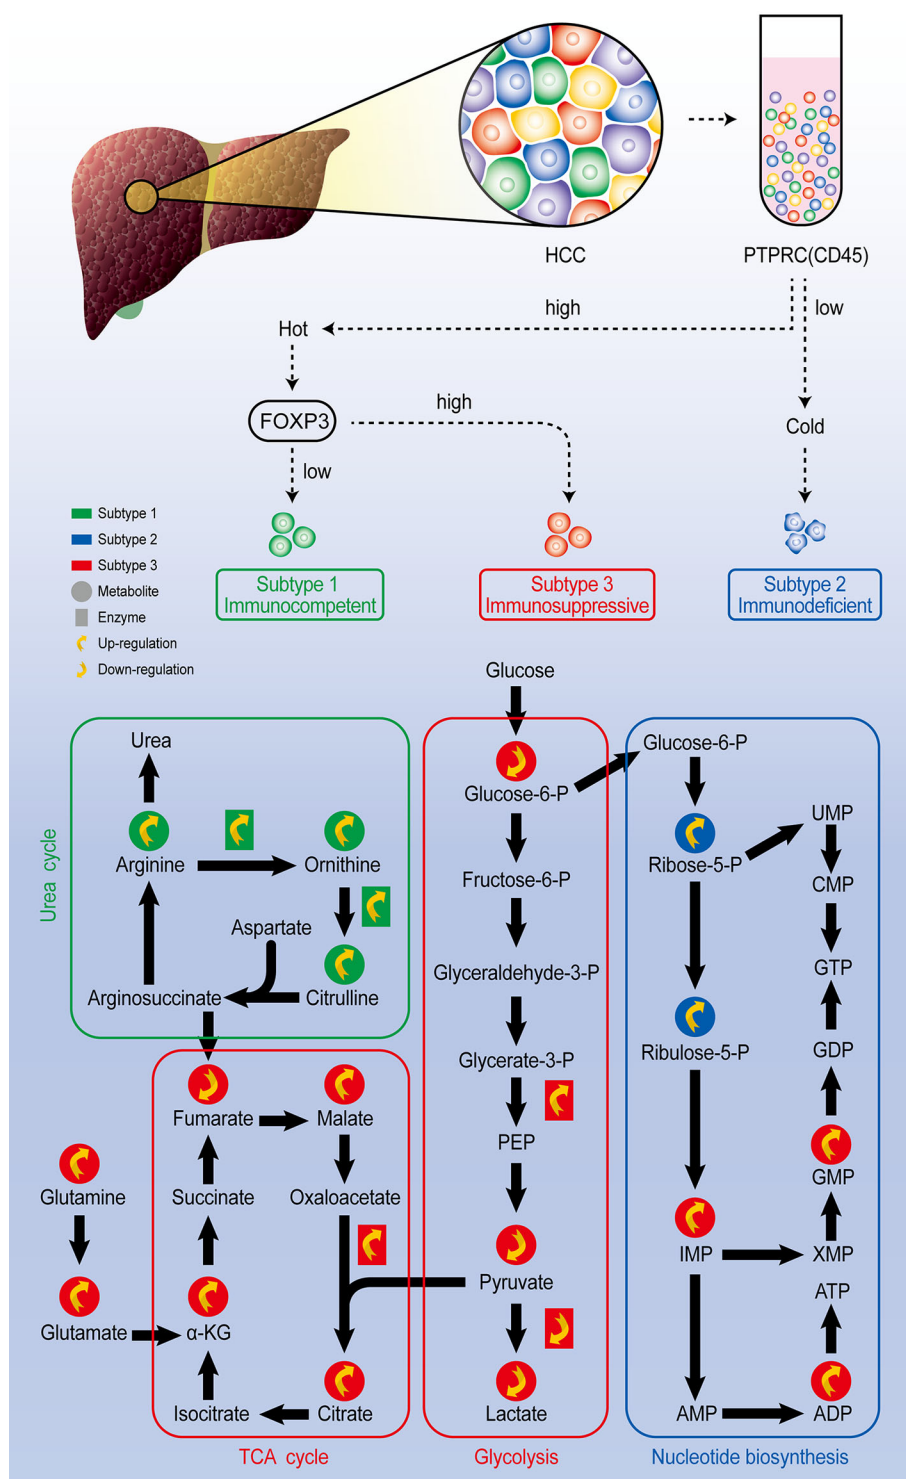 HCC
PTPRC(CD45)
high
low
Hot
FOXP3
high
Cold
low
Subtype 1
Subtype 2
Subtype 3
Metabolite
Enzyme
Up-regulation
Down-regulation
Subtype 1
Immunocompetent
Subtype 3
Immunosuppressive
Subtype 2
Immunodeficient
Urea cycle
Urea
Arginine
Ornithine
Aspartate
Arginosuccinate
Citrulline
Glucose
Glucose-6-P
Fructose-6-P
Glyceraldehyde-3-P
Glycerate-3-P
PEP
Pyruvate
Lactate
Glycolysis
Glucose-6-P
Ribose-5-P
Ribulose-5-P
IMP
AMP
UMP
CMP
GTP
GDP
GMP
XMP
ATP
ADP
Nucleotide biosynthesis
Glutamine
Glutamate
Fumarate
Malate
Succinate
Oxaloacetate
α-KG
Isocitrate
Citrate
TCA cycle